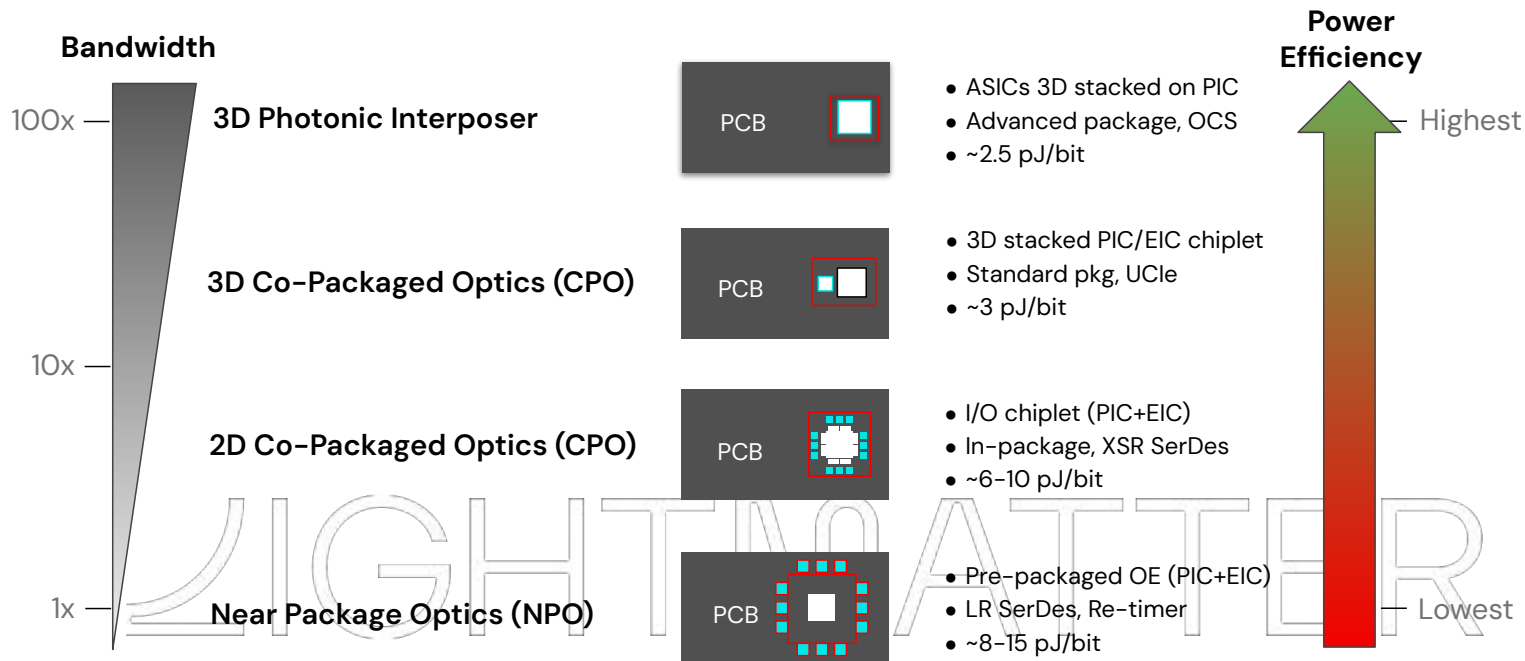 Bandwidth
Power
Efficiency
100x
3D Photonic Interposer
PCB
• ASICs 3D stacked on PIC
• Advanced package, OCS
• ~2.5 pJ/bit
Highest
3D Co-Packaged Optics (CPO)
PCB
• 3D stacked PIC/EIC chiplet
• Standard pkg, UCIe
• ~3 pJ/bit
10x
2D Co-Packaged Optics (CPO)
PCB
• I/O chiplet (PIC+EIC)
• In-package, XSR SerDes
• ~6-10 pJ/bit
LIGHTMATTER
1x
Near Package Optics (NPO)
PCB
• Pre-packaged OE (PIC+EIC)
• LR SerDes, Re-timer
• ~8-15 pJ/bit
Lowest